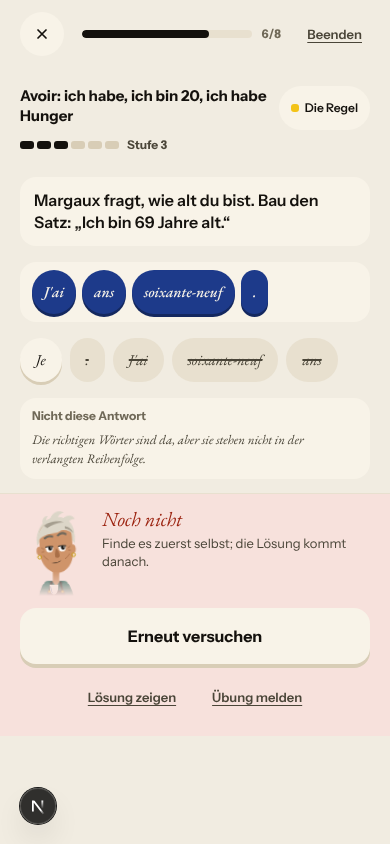 ✕
6/8
Beenden
Avoir: ich habe, ich bin 20, ich habe
Hunger
Die Regel
Stufe 3
Margaux fragt, wie alt du bist. Bau den
Satz: „Ich bin 69 Jahre alt.“
J'ai ans soixante-neuf .
Je . J'ai soixante-neuf ans
Nicht diese Antwort
Die richtigen Wörter sind da, aber sie stehen nicht in der
verlangten Reihenfolge.
Noch nicht
Finde es zuerst selbst; die Lösung kommt
danach.
Erneut versuchen
Lösung zeigen
Übung melden
N